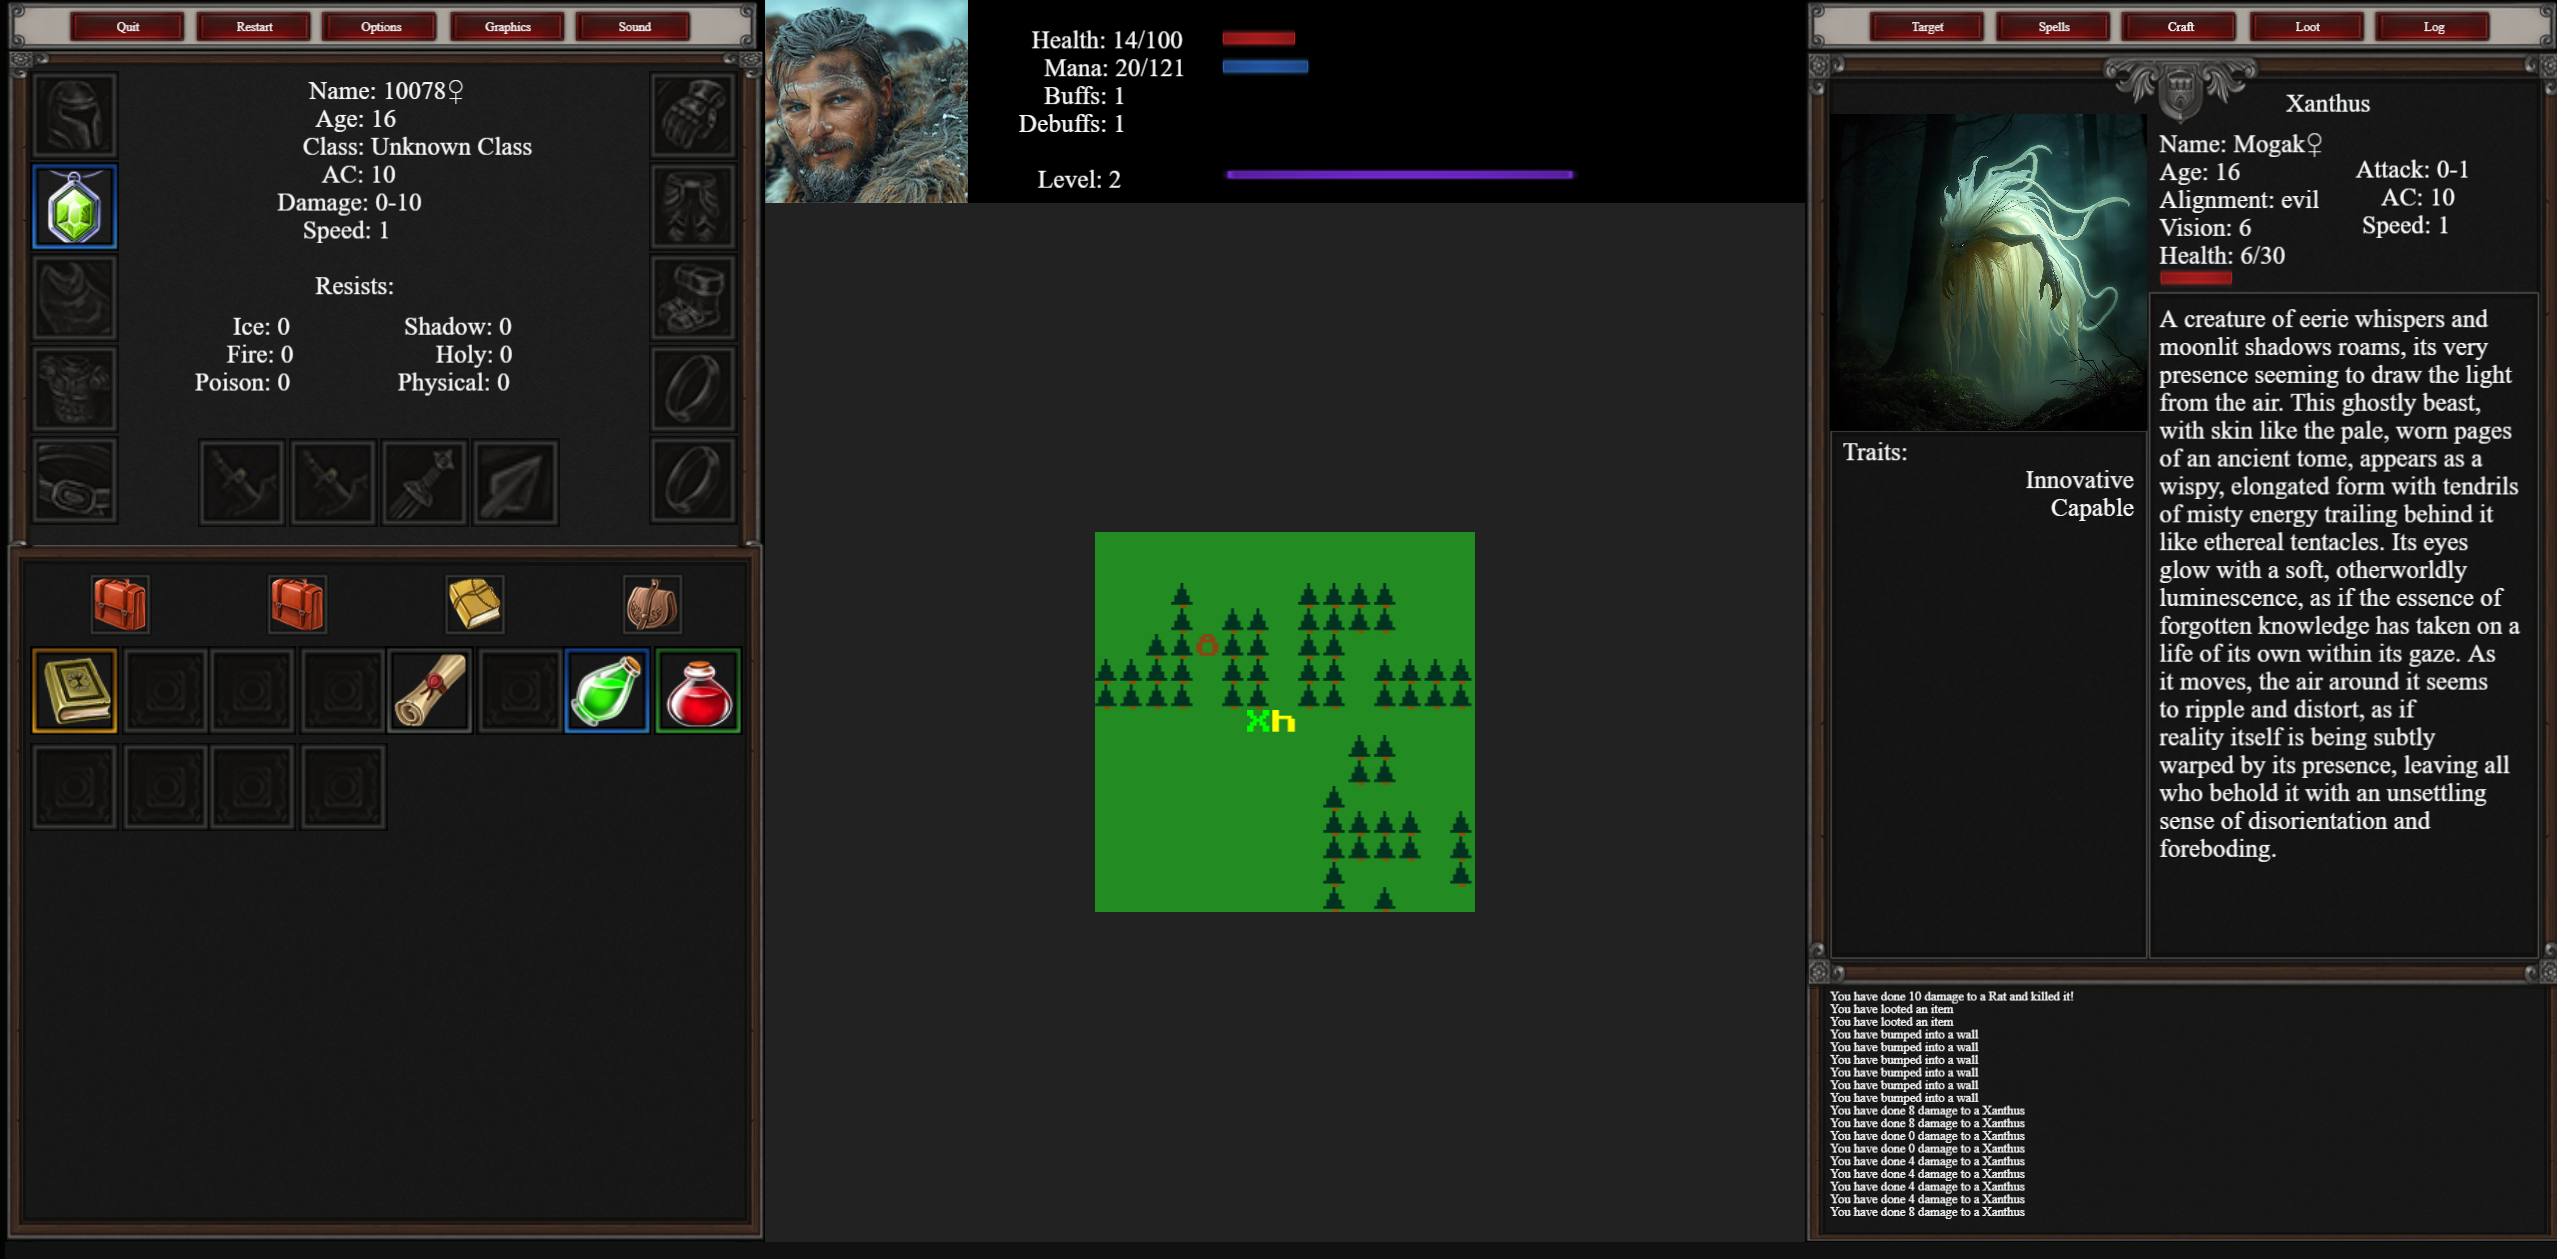 Quit Restart Options Graphics Sound
Name: 10078♀
Age: 16
Class: Unknown Class
AC: 10
Damage: 0-10
Speed: 1
Resists:
Ice: 0 Shadow: 0
Fire: 0 Holy: 0
Poison: 0 Physical: 0
Health: 14/100
Mana: 20/121
Buffs: 1
Debuffs: 1
Level: 2
xh
Target Spells Craft Loot Log
Xanthus
Name: Mogak♀
Age: 16
Alignment: evil
Vision: 6
Health: 6/30
Attack: 0-1
AC: 10
Speed: 1
Traits:
Innovative
Capable
A creature of eerie whispers and
moonlit shadows roams, its very
presence seeming to draw the light
from the air. This ghostly beast,
with skin like the pale, worn pages
of an ancient tome, appears as a
wispy, elongated form with tendrils
of misty energy trailing behind it
like ethereal tentacles. Its eyes
glow with a soft, otherworldly
luminescence, as if the essence of
forgotten knowledge has taken on a
life of its own within its gaze. As
it moves, the air around it seems
to ripple and distort, as if
reality itself is being subtly
warped by its presence, leaving all
who behold it with an unsettling
sense of disorientation and
foreboding.
You have done 10 damage to a Rat and killed it!
You have looted an item
You have looted an item
You have bumped into a wall
You have bumped into a wall
You have bumped into a wall
You have bumped into a wall
You have bumped into a wall
You have bumped into a wall
You have done 8 damage to a Xanthus
You have done 8 damage to a Xanthus
You have done 0 damage to a Xanthus
You have done 0 damage to a Xanthus
You have done 4 damage to a Xanthus
You have done 4 damage to a Xanthus
You have done 4 damage to a Xanthus
You have done 4 damage to a Xanthus
You have done 8 damage to a Xanthus